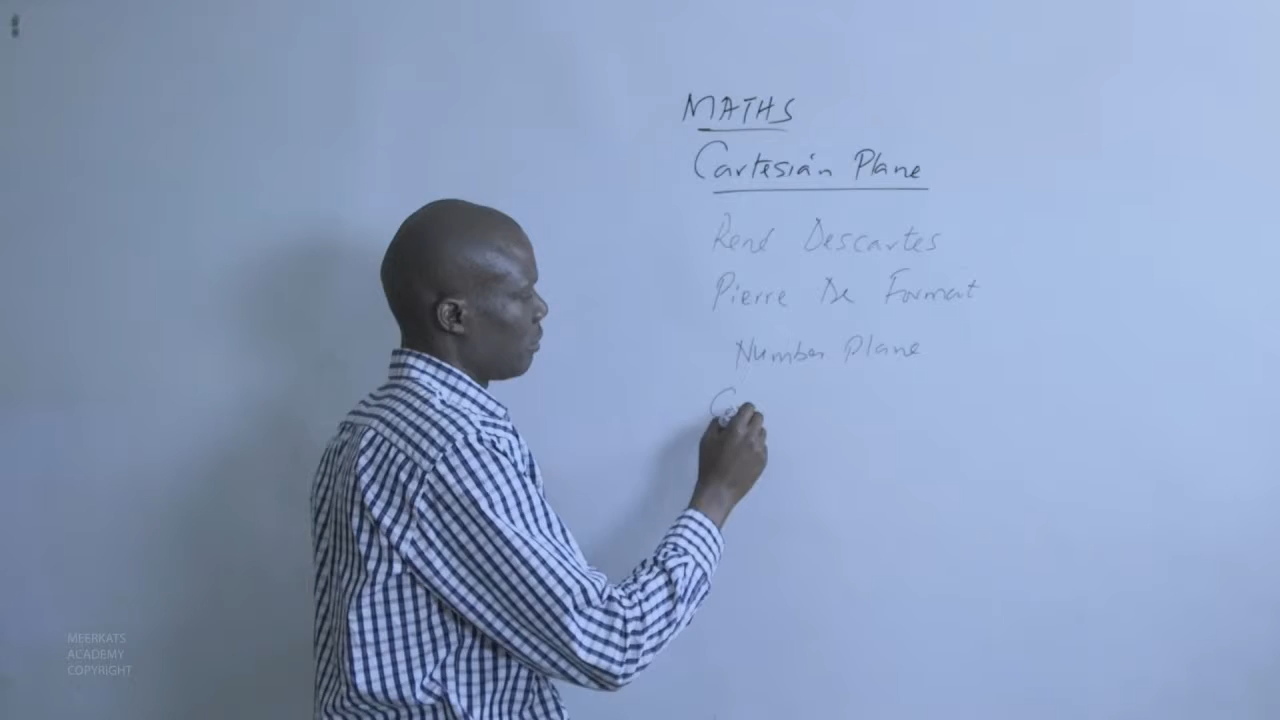 MATHS
Cartesian Plane
René Descartes
Pierre De Format
Number Plane
MEERKATS
ACADEMY
COPYRIGHT